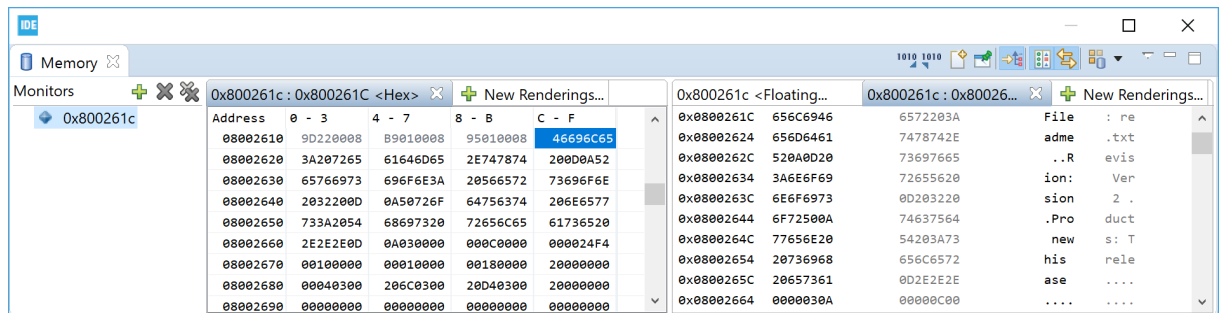 IDE
Memory
1010 1010
Monitors
0x800261c
0x800261c : 0x800261C <Hex> New Renderings...
Address 0 - 3 4 - 7 8 - B C - F
08002610 9D220008 B9010008 95010008 46696C65
08002620 3A207265 61646D65 2E747874 200D0A52
08002630 65766973 696F6E3A 20566572 73696F6E
08002640 2032200D 0A50726F 64756374 206E6577
08002650 733A2054 68697320 72656C65 61736520
08002660 2E2E2E0D 0A030000 000C0000 000024F4
08002670 00100000 00010000 00180000 20000000
08002680 00040300 206C0300 20D40300 20000000
08002690 00000000 00000000 00000000 00000000
0x800261c <Floating... 0x800261c : 0x80026... New Renderings...
0x0800261C 656C6946 6572203A File : re
0x08002624 656D6461 7478742E adme .txt
0x0800262C 520A0D20 73697665 ..R evis
0x08002634 3A6E6F69 72655620 ion: Ver
0x0800263C 6E6F6973 0D203220 sion 2 .
0x08002644 6F72500A 74637564 .Pro duct
0x0800264C 77656E20 54203A73 new s: T
0x08002654 20736968 656C6572 his rele
0x0800265C 20657361 0D2E2E2E ase ....
0x08002664 0000030A 00000C00 .... ....